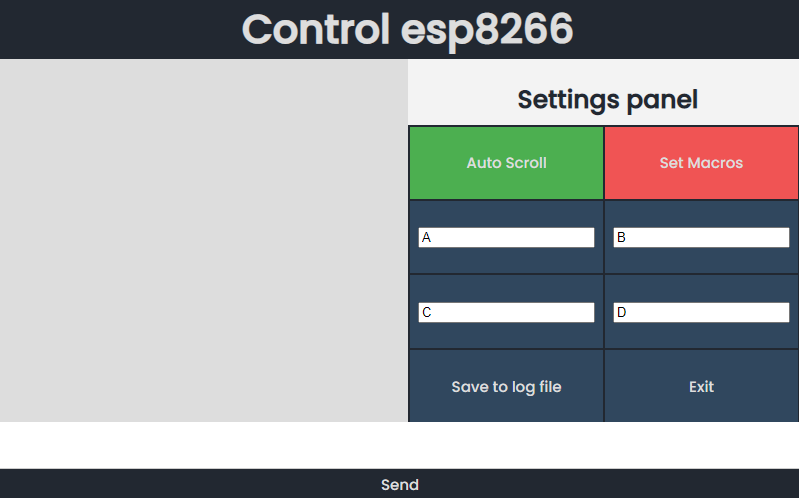 Control esp8266
Settings panel
Auto Scroll
Set Macros
A
B
C
D
Save to log file
Exit
Send